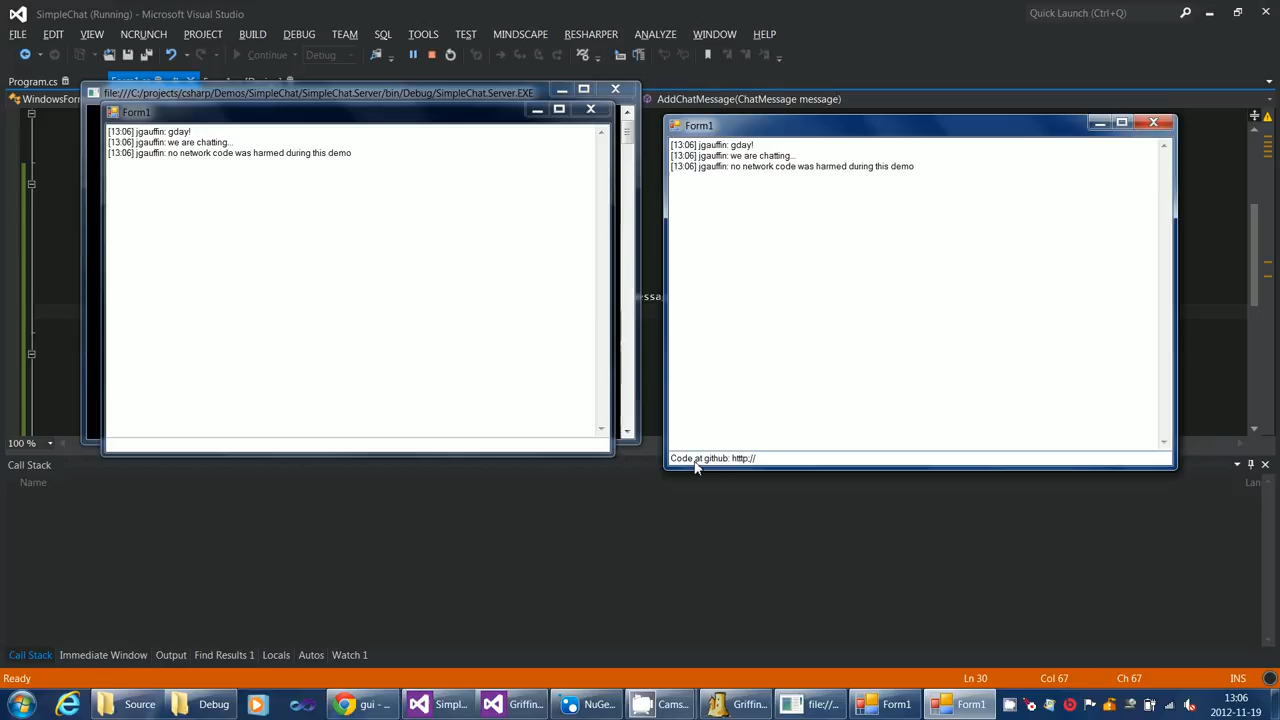 SimpleChat (Running) - Microsoft Visual Studio
Quick Launch (Ctrl+Q)
FILE EDIT VIEW NCRUNCH PROJECT BUILD DEBUG TEAM SQL TOOLS TEST MINDSCAPE RESHARPER ANALYZE WINDOW HELP
Continue Debug
Program.cs
file:///C:/projects/csharp/Demos/SimpleChat/SimpleChat.Server/bin/Debug/SimpleChat.Server.EXE
AddChatMessage(ChatMessage message)
Form1
[13:06] jgauffin: gday!
[13:06] jgauffin: we are chatting...
[13:06] jgauffin: no network code was harmed during this demo
Form1
[13:06] jgauffin: gday!
[13:06] jgauffin: we are chatting...
[13:06] jgauffin: no network code was harmed during this demo
Code at github: htttp://
100 %
Call Stack
Name
Lan
Call Stack Immediate Window Output Find Results 1 Locals Autos Watch 1
Ready Ln 30 Col 67 Ch 67 INS
Source Debug gui - ... Simpl... Griffin... NuGe... Cams... Griffin... file://... Form1 Form1
13:06
2012-11-19